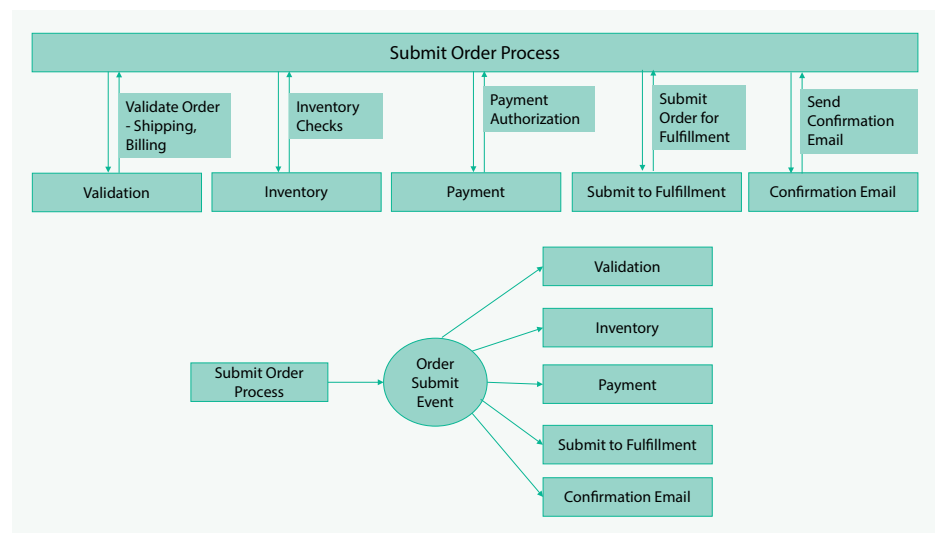 Submit Order Process
Validate Order
- Shipping,
Billing
Inventory
Checks
Payment
Authorization
Submit
Order for
Fulfillment
Send
Confirmation
Email
Validation
Inventory
Payment
Submit to Fulfillment
Confirmation Email
Submit Order
Process
Order
Submit
Event
Validation
Inventory
Payment
Submit to Fulfillment
Confirmation Email